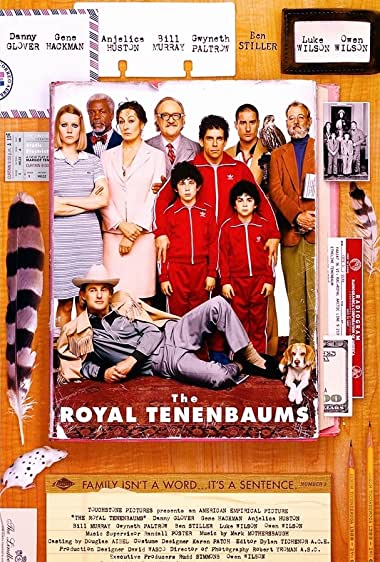 Danny GLOVER
Gene HACKMAN
Anjelica HUSTON
Bill MURRAY
Gwyneth PALTROW
Ben STILLER
Luke WILSON
Owen WILSON
RADIOGRAM
The
ROYAL TENENBAUMS
FAMILY ISN'T A WORD...IT'S A SENTENCE.
TOUCHSTONE PICTURES presents an AMERICAN EMPIRICAL PICTURE
"THE ROYAL TENENBAUMS" Danny GLOVER Gene HACKMAN Anjelica HUSTON
Bill MURRAY Gwyneth PALTROW Ben STILLER Luke WILSON Owen WILSON
Music Supervisor Randall POSTER Music by Mark MOTHERSBAUGH
Casting by Douglas AIBEL Costume Designer Karen PATCH Editor Dylan TICHENOR A.C.E.
Production Designer David WASCO Director of Photography Robert YEOMAN A.S.C.
Executive Producers Rudd SIMMONS Owen WILSON